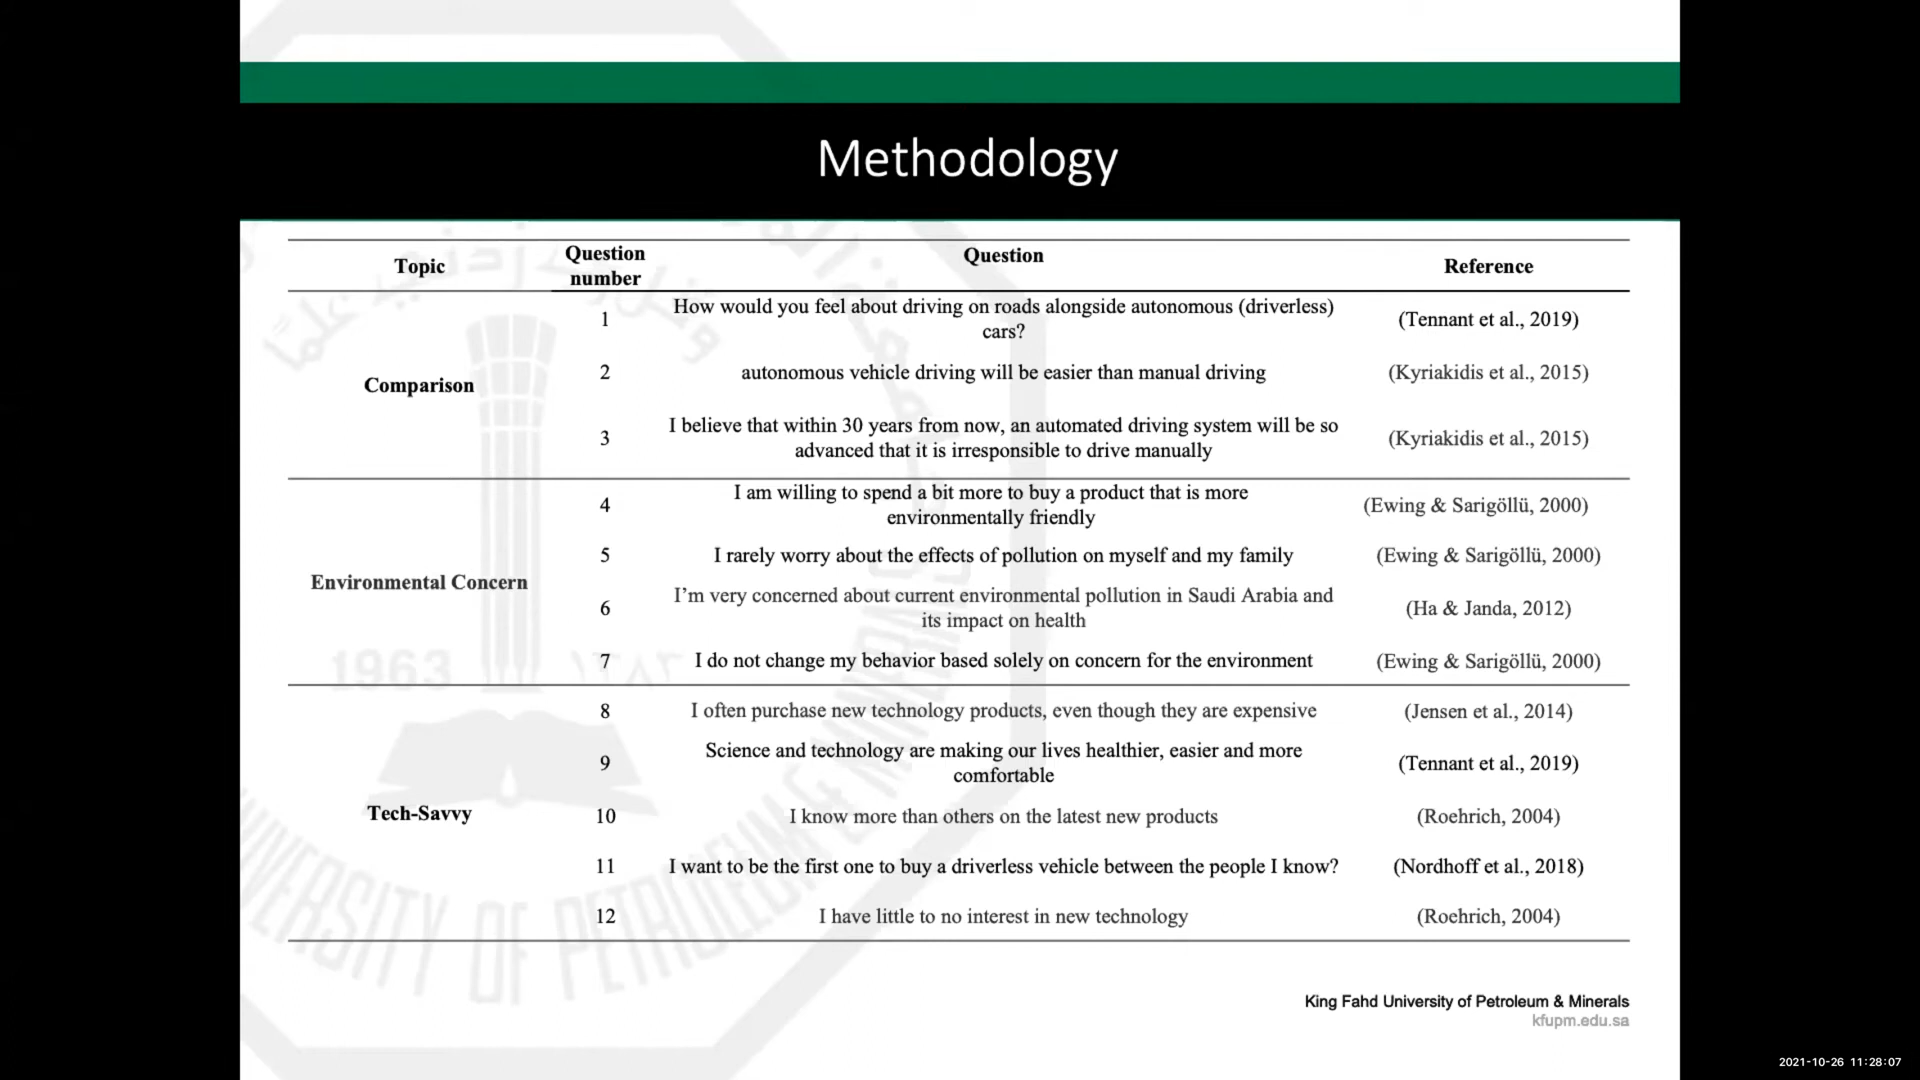 Methodology
Topic
Question
number
Question
Reference
Comparison
1
How would you feel about driving on roads alongside autonomous (driverless)
cars?
(Tennant et al., 2019)
2
autonomous vehicle driving will be easier than manual driving
(Kyriakidis et al., 2015)
3
I believe that within 30 years from now, an automated driving system will be so
advanced that it is irresponsible to drive manually
(Kyriakidis et al., 2015)
Environmental Concern
4
I am willing to spend a bit more to buy a product that is more
environmentally friendly
(Ewing & Sarigöllü, 2000)
5
I rarely worry about the effects of pollution on myself and my family
(Ewing & Sarigöllü, 2000)
6
I’m very concerned about current environmental pollution in Saudi Arabia and
its impact on health
(Ha & Janda, 2012)
7
I do not change my behavior based solely on concern for the environment
(Ewing & Sarigöllü, 2000)
Tech-Savvy
8
I often purchase new technology products, even though they are expensive
(Jensen et al., 2014)
9
Science and technology are making our lives healthier, easier and more
comfortable
(Tennant et al., 2019)
10
I know more than others on the latest new products
(Roehrich, 2004)
11
I want to be the first one to buy a driverless vehicle between the people I know?
(Nordhoff et al., 2018)
12
I have little to no interest in new technology
(Roehrich, 2004)
1963 ١٣٨٣
UNIVERSITY OF PETROLEUM & MINERALS
King Fahd University of Petroleum & Minerals
kfupm.edu.sa
2021-10-26 11:28:07